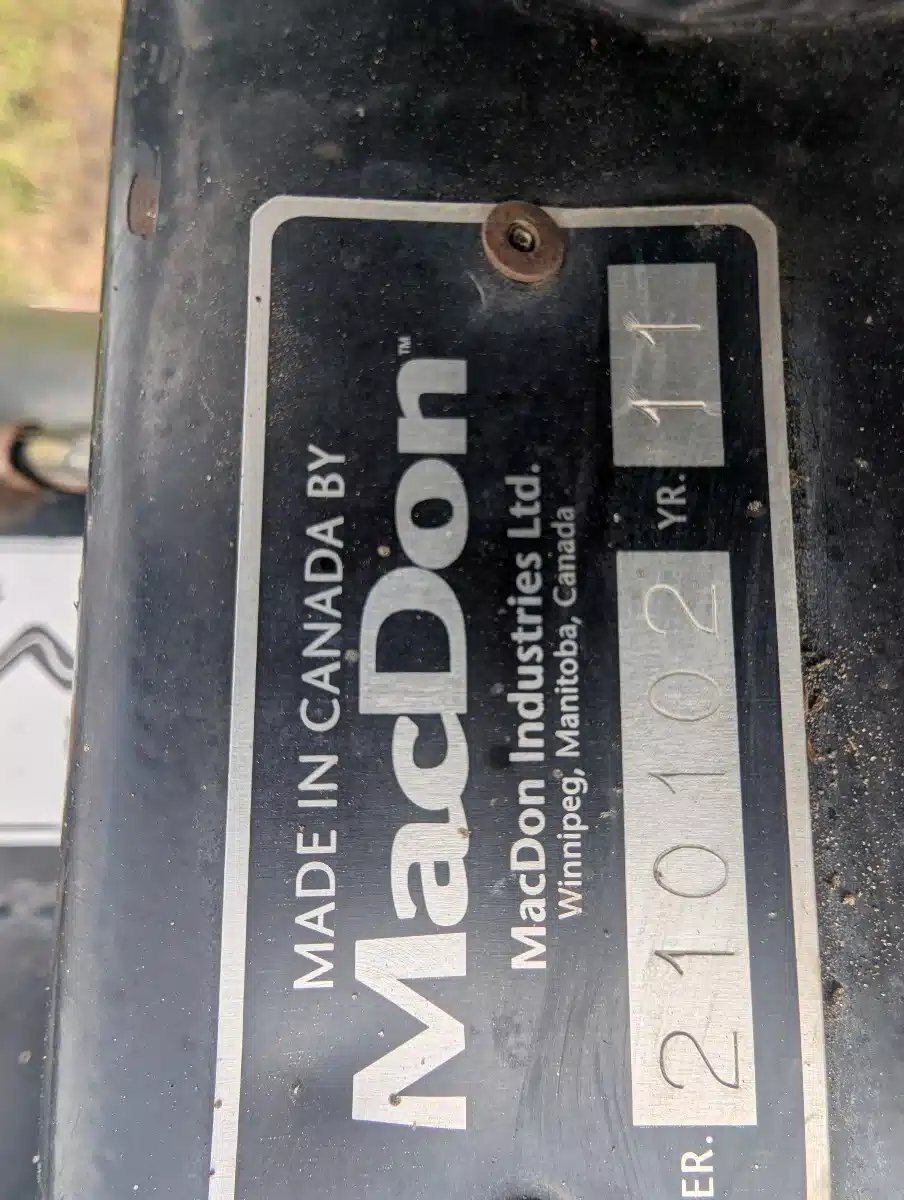 MADE IN CANADA BY
MacDon™
MacDon Industries Ltd.
Winnipeg, Manitoba, Canada
ER. 210102 YR. 11